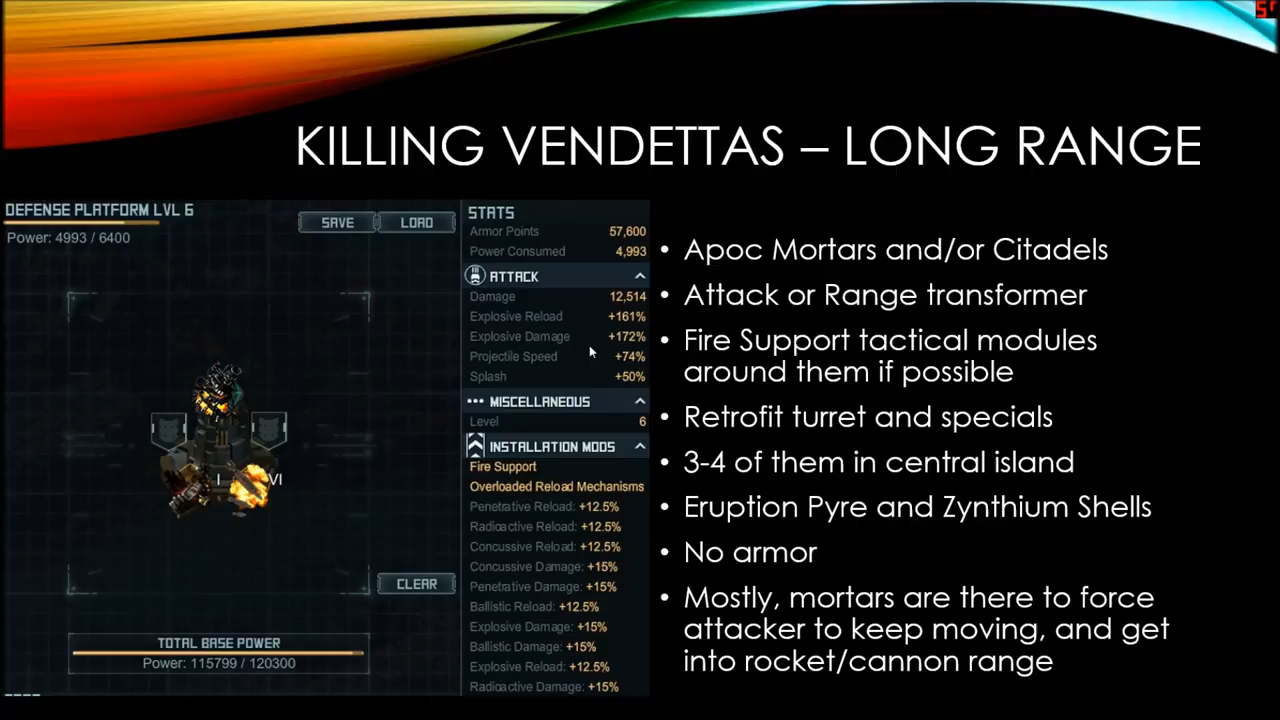 KILLING VENDETTAS – LONG RANGE
DEFENSE PLATFORM LVL 6
Power: 4993 / 6400
SAVE
LOAD
I
VI
CLEAR
TOTAL BASE POWER
Power: 115799 / 120300
STATS
Armor Points 57,600
Power Consumed 4,993
ATTACK
Damage 12,514
Explosive Reload +161%
Explosive Damage +172%
Projectile Speed +74%
Splash +50%
MISCELLANEOUS
Level 6
INSTALLATION MODS
Fire Support
Overloaded Reload Mechanisms
Penetrative Reload: +12.5%
Radioactive Reload: +12.5%
Concussive Reload: +12.5%
Concussive Damage: +15%
Penetrative Damage: +15%
Ballistic Reload: +12.5%
Explosive Damage: +15%
Ballistic Damage: +15%
Explosive Reload: +12.5%
Radioactive Damage: +15%
• Apoc Mortars and/or Citadels
• Attack or Range transformer
• Fire Support tactical modules
around them if possible
• Retrofit turret and specials
• 3-4 of them in central island
• Eruption Pyre and Zynthium Shells
• No armor
• Mostly, mortars are there to force
attacker to keep moving, and get
into rocket/cannon range